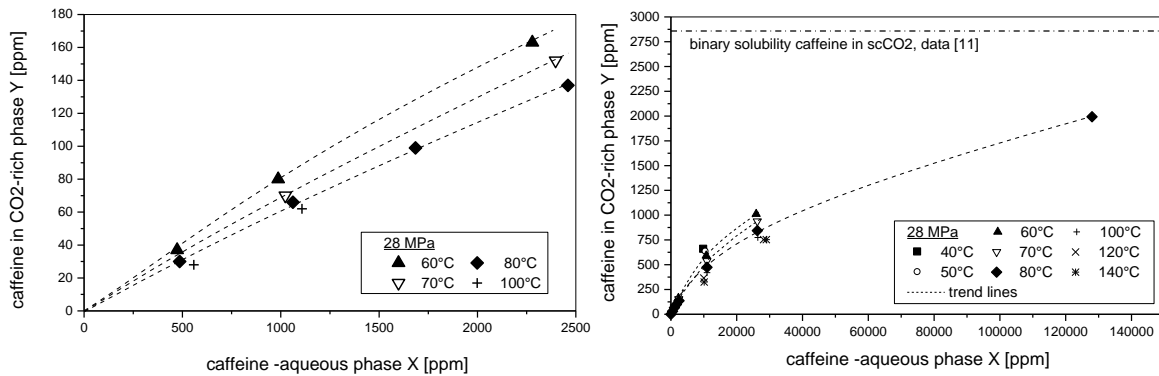 caffeine in CO2-rich phase Y [ppm]
180
160
140
120
100
80
60
40
20
0
28 MPa
60°C
80°C
70°C
100°C
0
500
1000
1500
2000
2500
caffeine -aqueous phase X [ppm]
caffeine in CO2-rich phase Y [ppm]
3000
2750
2500
2250
2000
1750
1500
1250
1000
750
500
250
0
binary solubility caffeine in scCO2, data [11]
28 MPa
60°C
100°C
40°C
70°C
120°C
50°C
80°C
140°C
trend lines
0
20000
40000
60000
80000
100000
120000
140000
caffeine -aqueous phase X [ppm]